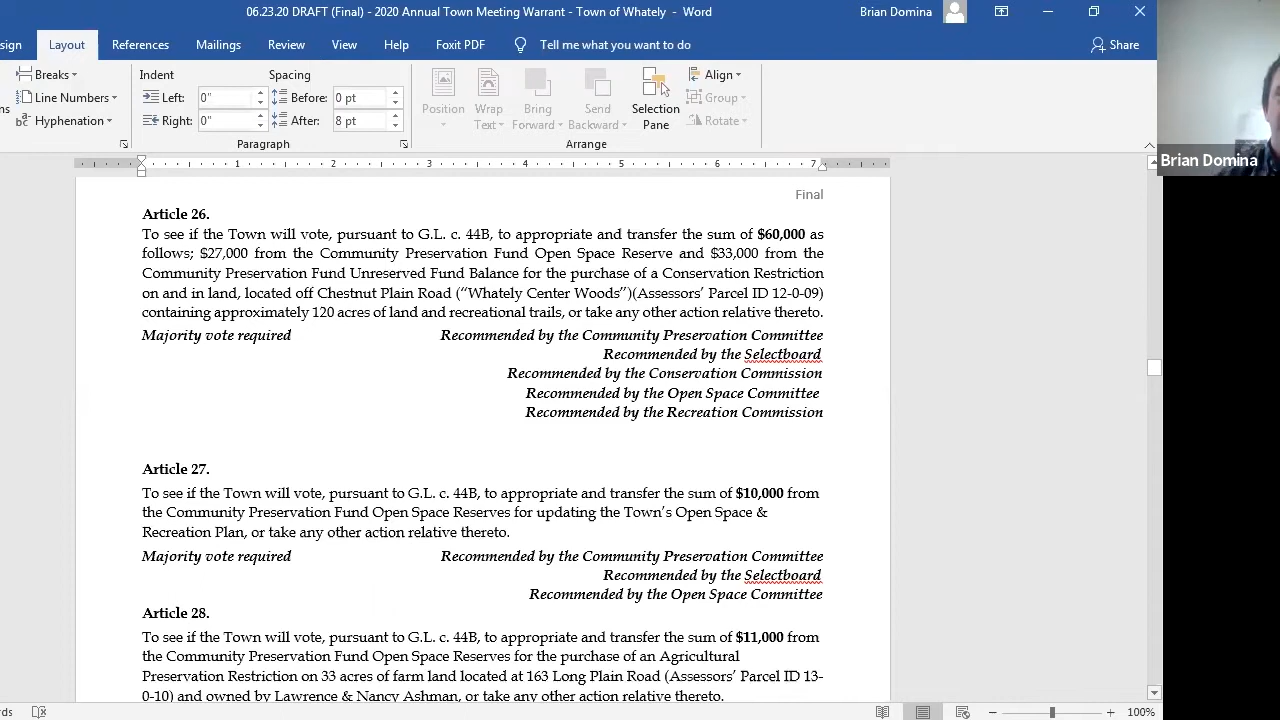 06.23.20 DRAFT (Final) - 2020 Annual Town Meeting Warrant - Town of Whately - Word
Brian Domina
sign Layout References Mailings Review View Help Foxit PDF Tell me what you want to do Share
Breaks
Line Numbers
Hyphenation
Indent
Left: 0"
Right: 0"
Spacing
Before: 0 pt
After: 8 pt
Paragraph
Position
Wrap Text
Bring Forward
Send Backward
Selection Pane
Align
Group
Rotate
Arrange
Brian Domina
1 2 3 4 5 6 7
Final
Article 26.
To see if the Town will vote, pursuant to G.L. c. 44B, to appropriate and transfer the sum of $60,000 as
follows; $27,000 from the Community Preservation Fund Open Space Reserve and $33,000 from the
Community Preservation Fund Unreserved Fund Balance for the purchase of a Conservation Restriction
on and in land, located off Chestnut Plain Road (“Whately Center Woods”)(Assessors’ Parcel ID 12-0-09)
containing approximately 120 acres of land and recreational trails, or take any other action relative thereto.
Majority vote required Recommended by the Community Preservation Committee
Recommended by the Selectboard
Recommended by the Conservation Commission
Recommended by the Open Space Committee
Recommended by the Recreation Commission
Article 27.
To see if the Town will vote, pursuant to G.L. c. 44B, to appropriate and transfer the sum of $10,000 from
the Community Preservation Fund Open Space Reserves for updating the Town’s Open Space &
Recreation Plan, or take any other action relative thereto.
Majority vote required Recommended by the Community Preservation Committee
Recommended by the Selectboard
Recommended by the Open Space Committee
Article 28.
To see if the Town will vote, pursuant to G.L. c. 44B, to appropriate and transfer the sum of $11,000 from
the Community Preservation Fund Open Space Reserves for the purchase of an Agricultural
Preservation Restriction on 33 acres of farm land located at 163 Long Plain Road (Assessors’ Parcel ID 13-
0-10) and owned by Lawrence & Nancy Ashman, or take any other action relative thereto.
100%